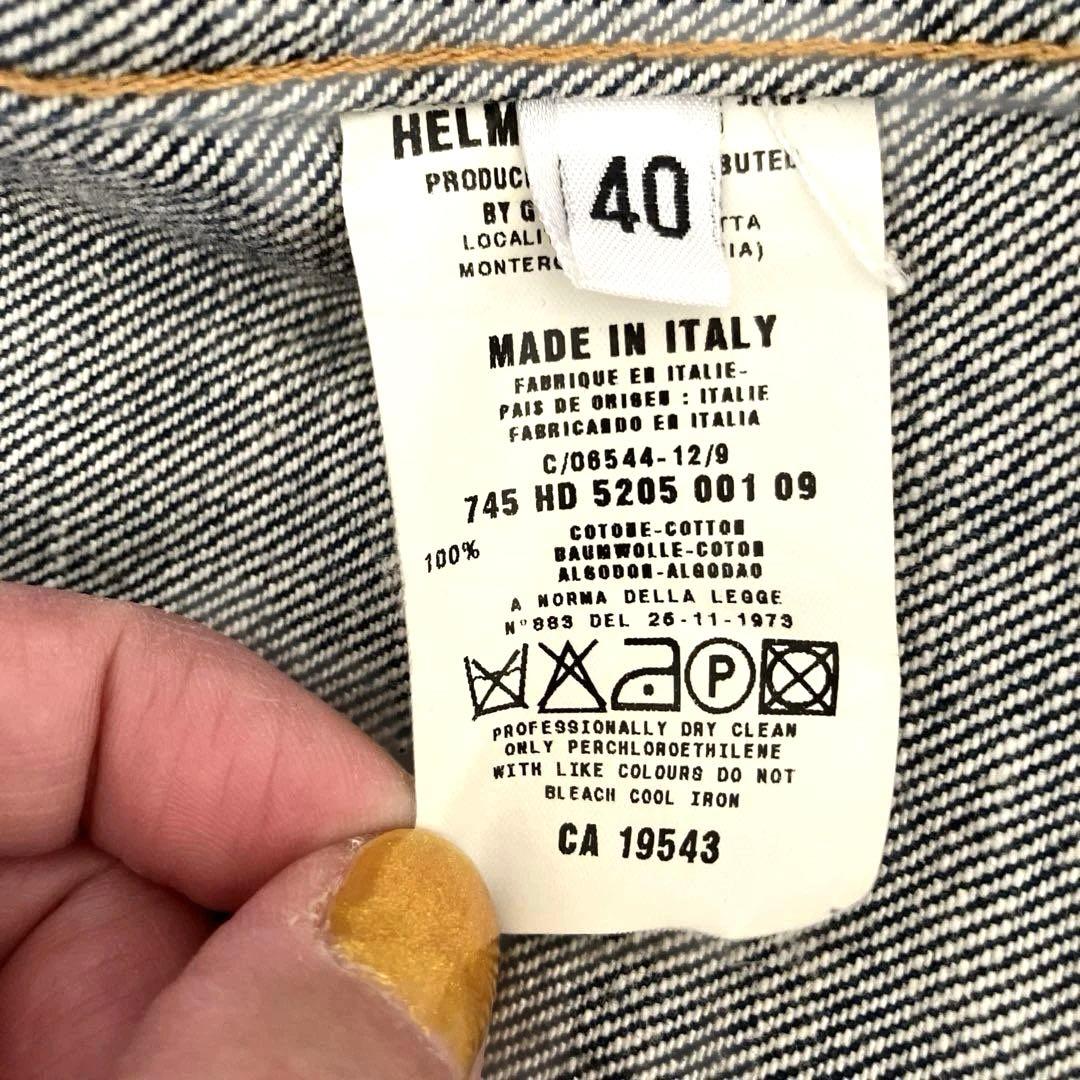 HELM
40
PRODUC BUTED
BY G
LOCALI TTA
MONTERO IA)
MADE IN ITALY
FABRIQUE EN ITALIE-
PAIS DE ORIGEN : ITALIE
FABRICANDO EN ITALIA
C/06544-12/9
745 HD 5205 001 09
COTONE-COTTON
100% BAUMWOLLE-COTON
ALGODON-ALGODAO
A NORMA DELLA LEGGE
N°883 DEL 26-11-1973
P
PROFESSIONALLY DRY CLEAN
ONLY PERCHLOROETHILENE
WITH LIKE COLOURS DO NOT
BLEACH COOL IRON
CA 19543